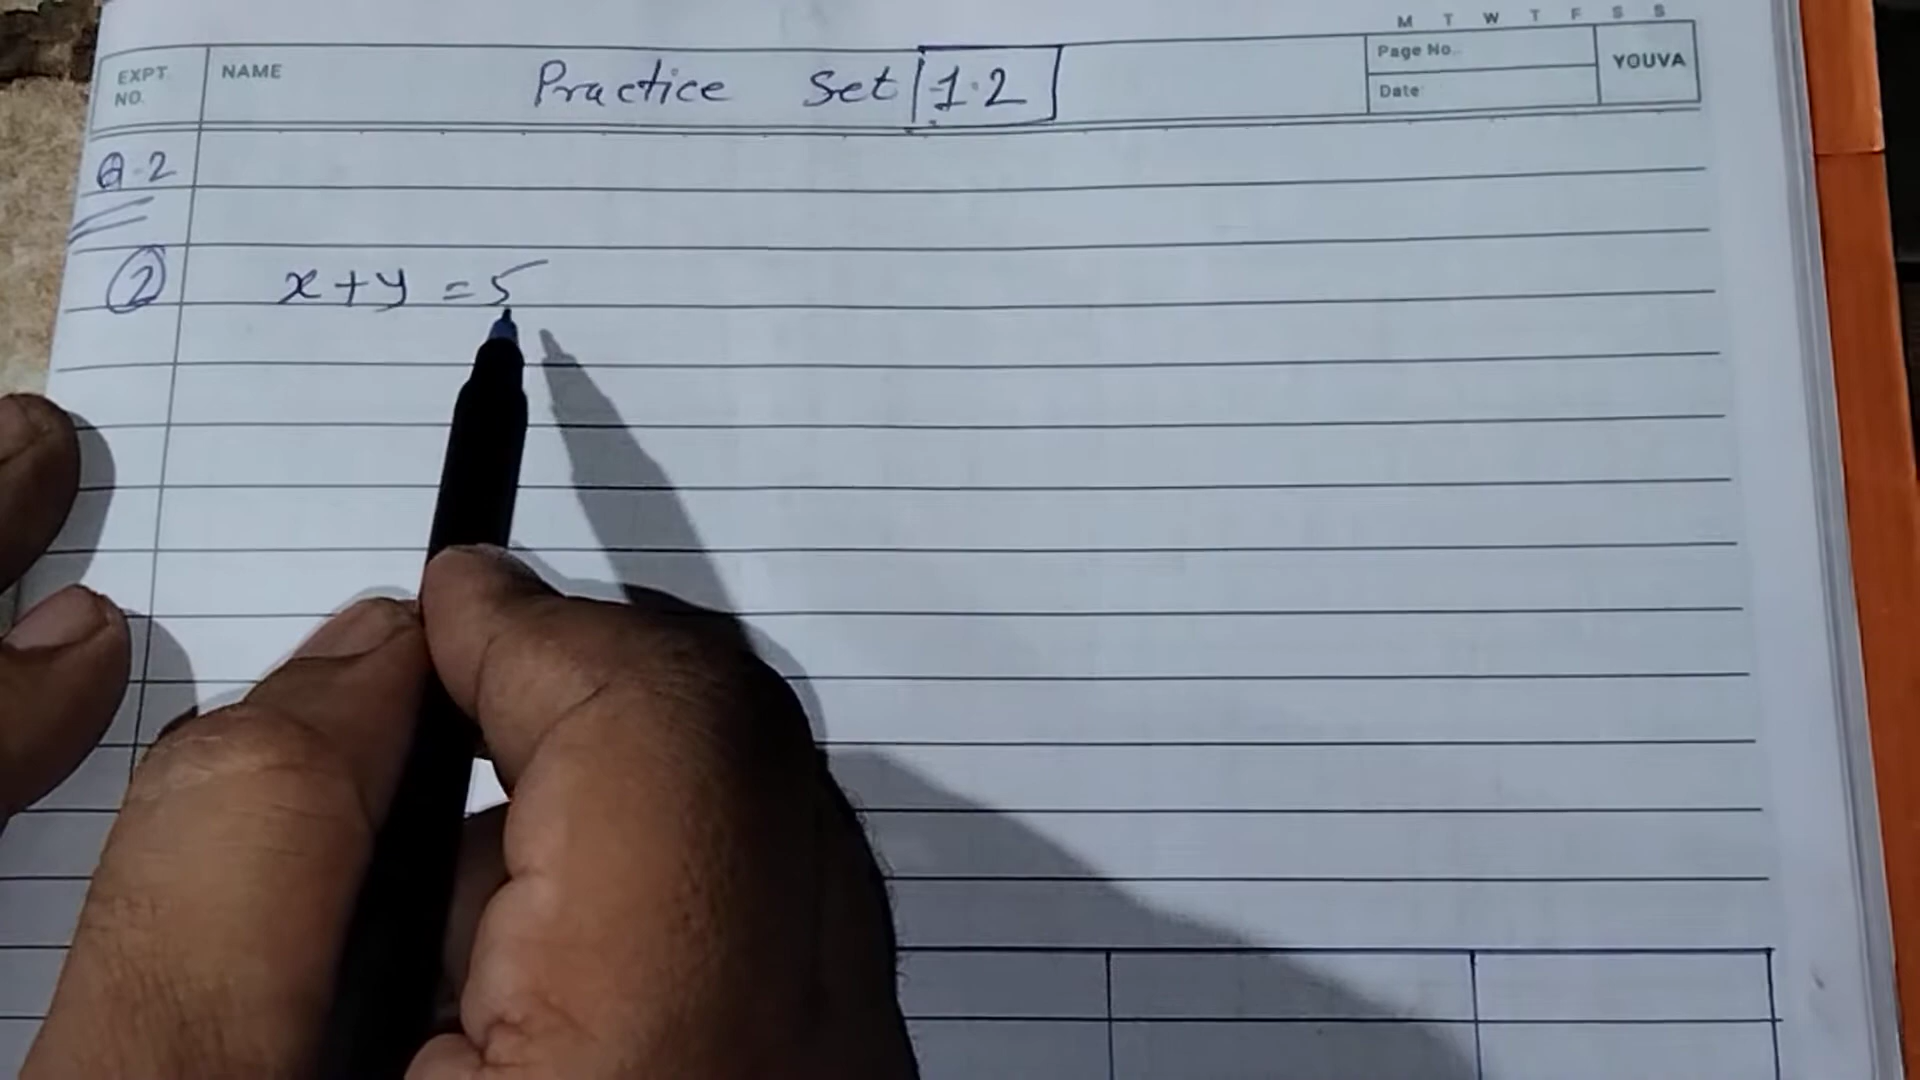 M T W T F S S
EXPT. NO. NAME Practice Set 1.2 Page No. YOUVA
Date:
Q.2
② x+y = 5